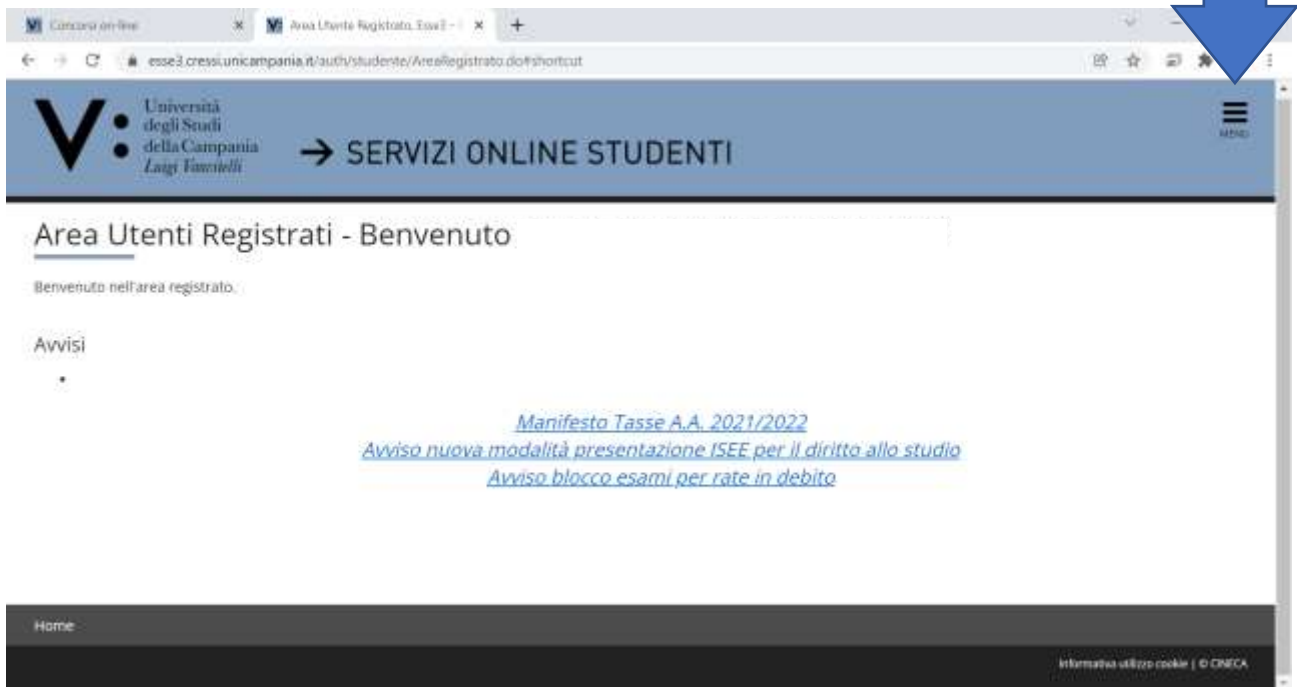 Concorsi on-line
Area Utente Registrato, Esse3 -
esse3.cressi.unicampania.it/auth/studente/AreaRegistrato.do#shortcut
Università
degli Studi
della Campania
Luigi Vanvitelli
→ SERVIZI ONLINE STUDENTI
MENU
Area Utenti Registrati - Benvenuto
Benvenuto nell'area registrato.
Avvisi
Manifesto Tasse A.A. 2021/2022
Avviso nuova modalità presentazione ISEE per il diritto allo studio
Avviso blocco esami per rate in debito
Home
Informativa utilizzo cookie | © CINECA